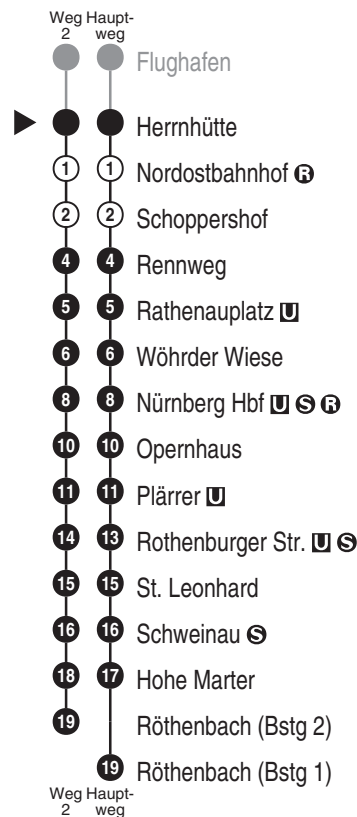 Weg Haupt-
2 weg
Flughafen
Herrnhütte
1 1 Nordostbahnhof R
2 2 Schoppershof
4 4 Rennweg
5 5 Rathenauplatz U
6 6 Wöhrder Wiese
8 8 Nürnberg Hbf U S R
10 10 Opernhaus
11 11 Plärrer U
14 13 Rothenburger Str. U S
15 15 St. Leonhard
16 16 Schweinau S
18 17 Hohe Marter
19 Röthenbach (Bstg 2)
19 Röthenbach (Bstg 1)
Weg Haupt-
2 weg